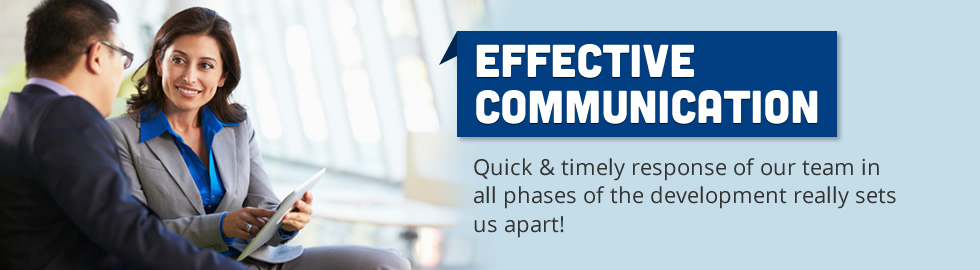 EFFECTIVE
COMMUNICATION
Quick & timely response of our team in
all phases of the development really sets
us apart!